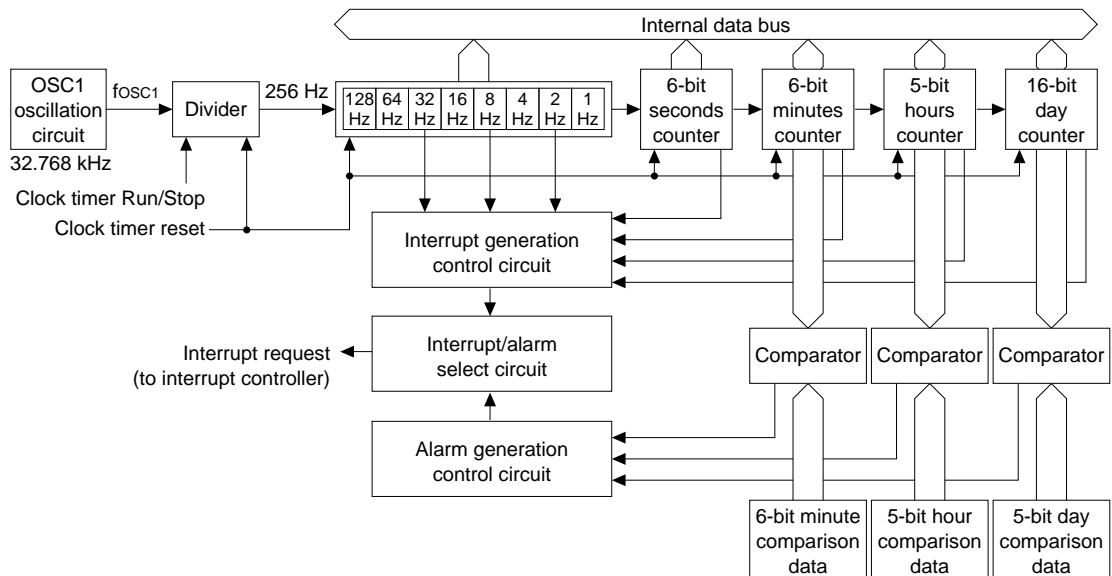 Internal data bus
OSC1
oscillation
circuit
fOSC1
Divider
256 Hz
128
Hz
64
Hz
32
Hz
16
Hz
8
Hz
4
Hz
2
Hz
1
Hz
6-bit
seconds
counter
6-bit
minutes
counter
5-bit
hours
counter
16-bit
day
counter
32.768 kHz
Clock timer Run/Stop
Clock timer reset
Interrupt generation
control circuit
Interrupt request
(to interrupt controller)
Interrupt/alarm
select circuit
Comparator
Comparator
Comparator
Alarm generation
control circuit
6-bit minute
comparison
data
5-bit hour
comparison
data
5-bit day
comparison
data